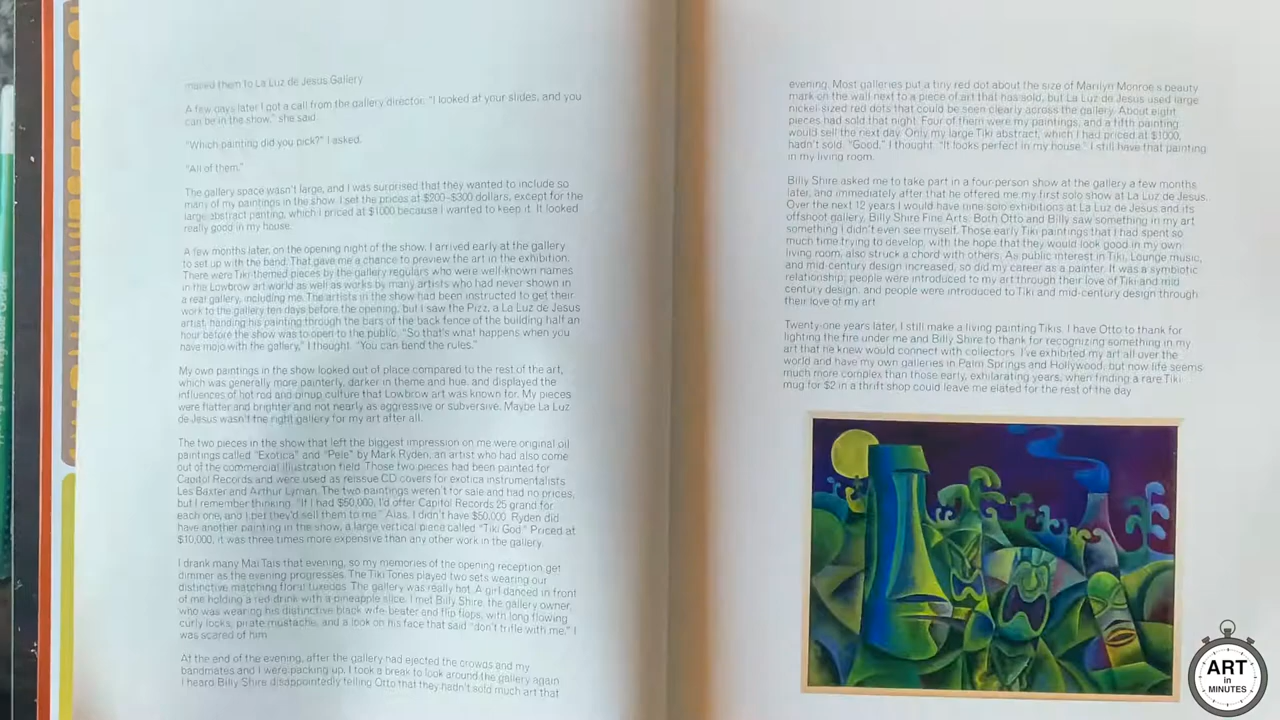 mailed them to La Luz de Jesus Gallery
A few days later I got a call from the gallery director. "I looked at your slides, and you
can be in the show," she said.
"Which painting did you pick?" I asked.
"All of them."
The gallery space wasn't large, and I was surprised that they wanted to include so
many of my paintings in the show. I set the prices at $200-$300 dollars, except for the
large abstract panting, which I priced at $1000 because I wanted to keep it. It looked
really good in my house.
A few months later, on the opening night of the show, I arrived early at the gallery
to set up with the band. That gave me a chance to preview the art in the exhibition.
There were Tiki-themed pieces by the gallery regulars who were well-known names
in the Lowbrow art world as well as works by many artists who had never shown in
a real gallery, including me. The artists in the show had been instructed to get their
work to the gallery ten days before the opening, but I saw the Pizz, a La Luz de Jesus
artist, handing his painting through the bars of the back fence of the building half an
hour before the show was to open to the public. "So that's what happens when you
have mojo with the gallery," I thought. "You can bend the rules."
My own paintings in the show looked out of place compared to the rest of the art,
which was generally more painterly, darker in theme and hue, and displayed the
influences of hot rod and pinup culture that Lowbrow art was known for. My pieces
were flatter and brighter and not nearly as aggressive or subversive. Maybe La Luz
de Jesus wasn't the right gallery for my art after all.
The two pieces in the show that left the biggest impression on me were original oil
paintings called "Exotica" and "Pele" by Mark Ryden, an artist who had also come
out of the commercial illustration field. Those two pieces had been painted for
Capitol Records and were used as reissue CD covers for exotica instrumentalists
Les Baxter and Arthur Lyman. The two paintings weren't for sale and had no prices,
but I remember thinking, "If I had $50,000, I'd offer Capitol Records 25 grand for
each one, and I bet they'd sell them to me." Alas, I didn't have $50,000. Ryden did
have another painting in the show, a large vertical piece called "Tiki God." Priced at
$10,000, it was three times more expensive than any other work in the gallery.
I drank many Mai Tais that evening, so my memories of the opening reception get
dimmer as the evening progresses. The Tiki Tones played two sets wearing our
distinctive matching floral tuxedos. The gallery was really hot. A girl danced in front
of me holding a red drink with a pineapple slice. I met Billy Shire, the gallery owner,
who was wearing his distinctive black wife-beater and flip flops, with long flowing
curly locks, pirate mustache, and a look on his face that said "don't trifle with me." I
was scared of him.
At the end of the evening, after the gallery had ejected the crowds and my
bandmates and I were packing up, I took a break to look around the gallery again.
I heard Billy Shire disappointedly telling Otto that they hadn't sold much art that
evening. Most galleries put a tiny red dot about the size of Marilyn Monroe's beauty
mark on the wall next to a piece of art that has sold, but La Luz de Jesus used large
nickel-sized red dots that could be seen clearly across the gallery. About eight
pieces had sold that night. Four of them were my paintings, and a fifth painting
would sell the next day. Only my large Tiki abstract, which I had priced at $1000,
hadn't sold. "Good," I thought. "It looks perfect in my house." I still have that painting
in my living room.
Billy Shire asked me to take part in a four-person show at the gallery a few months
later, and immediately after that he offered me my first solo show at La Luz de Jesus.
Over the next 12 years I would have nine solo exhibitions at La Luz de Jesus and its
offshoot gallery, Billy Shire Fine Arts. Both Otto and Billy saw something in my art
something I didn't even see myself. Those early Tiki paintings that I had spent so
much time trying to develop, with the hope that they would look good in my own
living room, also struck a chord with others. As public interest in Tiki, Lounge music,
and mid-century design increased, so did my career as a painter. It was a symbiotic
relationship; people were introduced to my art through their love of Tiki and mid
century design, and people were introduced to Tiki and mid-century design through
their love of my art.
Twenty-one years later, I still make a living painting Tikis. I have Otto to thank for
lighting the fire under me and Billy Shire to thank for recognizing something in my
art that he knew would connect with collectors. I've exhibited my art all over the
world and have my own galleries in Palm Springs and Hollywood, but now life seems
much more complex than those early, exhilarating years, when finding a rare Tiki
mug for $2 in a thrift shop could leave me elated for the rest of the day
ART
in
MINUTES